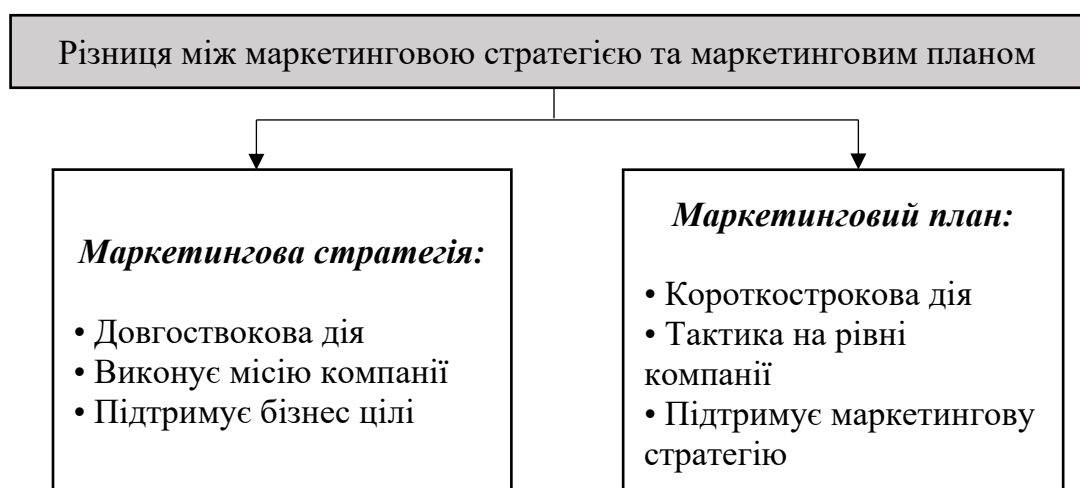 Різниця між маркетинговою стратегією та маркетинговим планом
Маркетингова стратегія:
• Довгоствокова дія
• Виконує місію компанії
• Підтримує бізнес цілі
Маркетинговий план:
• Короткострокова дія
• Тактика на рівні
компанії
• Підтримує маркетингову
стратегію